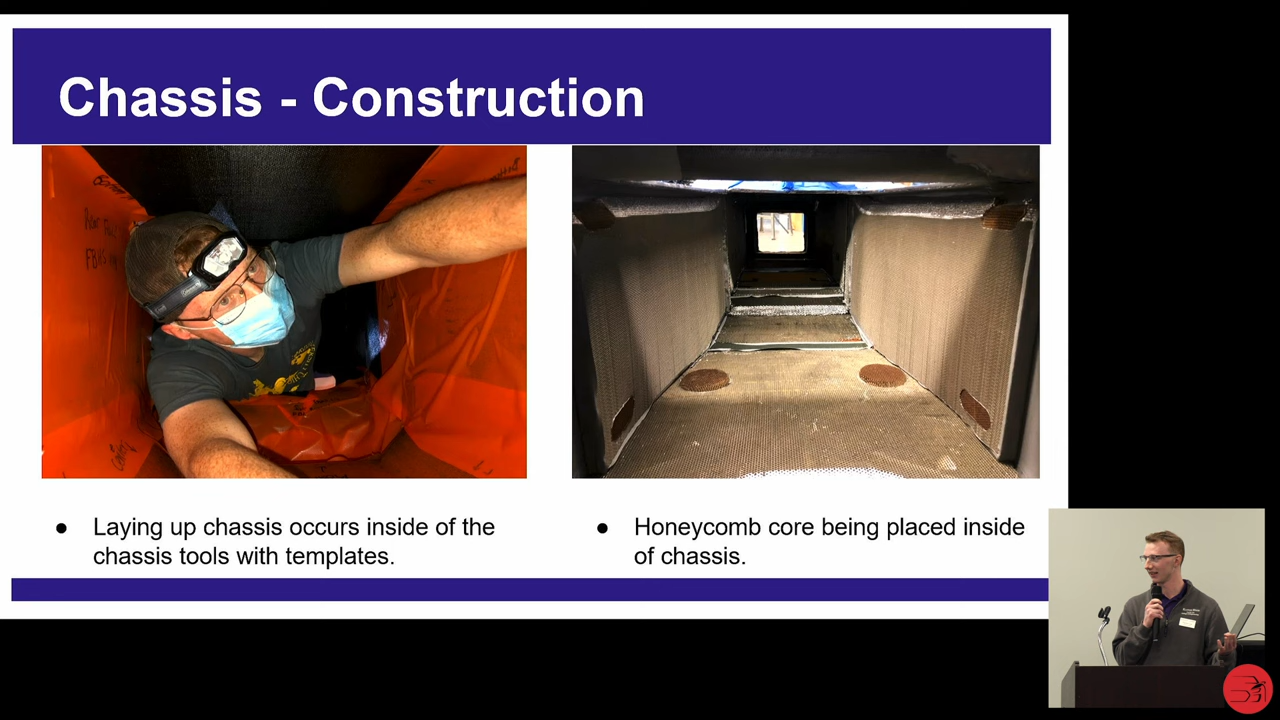 Chassis - Construction
● Laying up chassis occurs inside of the
chassis tools with templates.
● Honeycomb core being placed inside
of chassis.